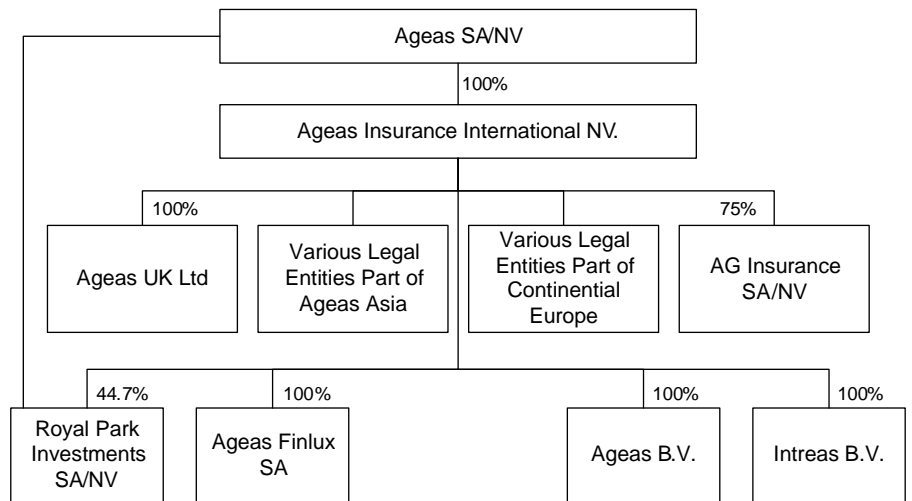 Ageas SA/NV
100%
Ageas Insurance International NV.
100%
75%
Ageas UK Ltd
Various Legal
Entities Part of
Ageas Asia
Various Legal
Entities Part of
Continential
Europe
AG Insurance
SA/NV
44.7%
100%
100%
100%
Royal Park
Investments
SA/NV
Ageas Finlux
SA
Ageas B.V.
Intreas B.V.